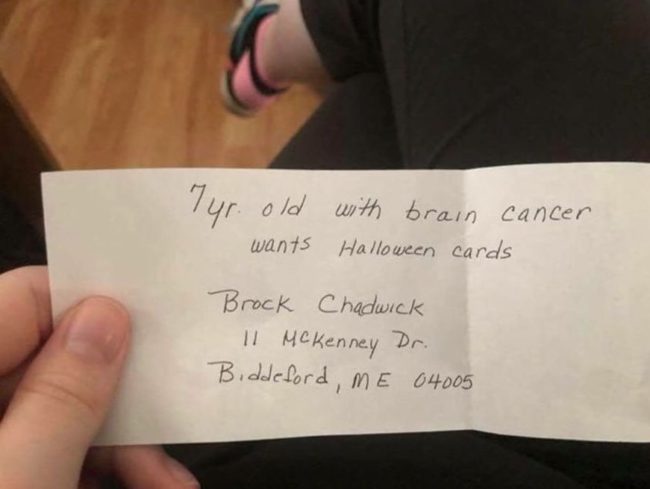 7yr. old with brain cancer
wants Halloween cards
Brock Chadwick
11 McKenney Dr.
Biddeford, ME 04005